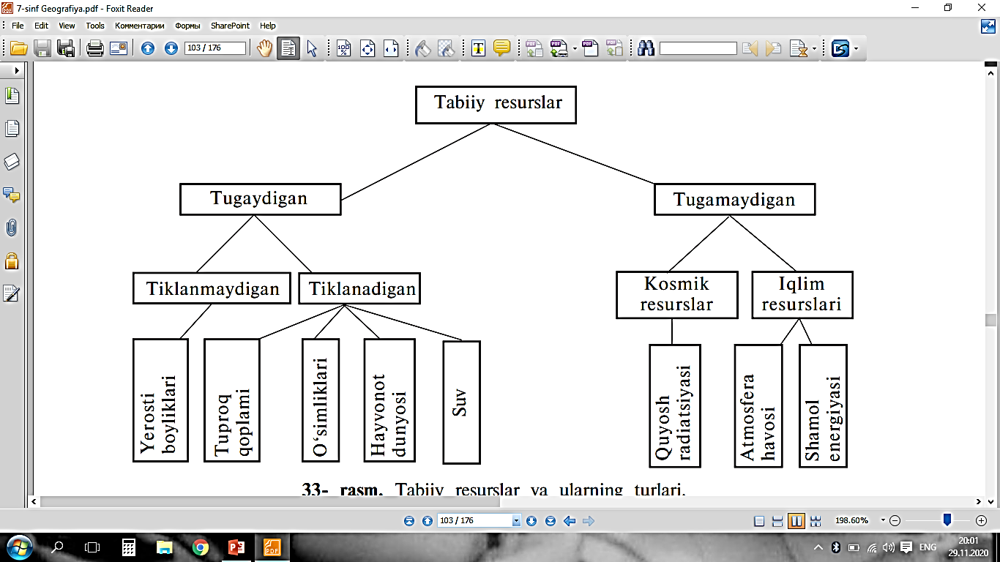 7-sinf Geografiya.pdf - Foxit Reader
File Edit View Tools Комментарии Формы SharePoint Help
103 / 176
Tabiiy resurslar
Tugaydigan
Tugamaydigan
Tiklanmaydigan
Tiklanadigan
Kosmik
resurslar
Iqlim
resurslari
Yerosti
boyliklari
Tuproq
qoplami
O‘simliklari
Hayvonot
dunyosi
Suv
Quyosh
radiatsiyasi
Atmosfera
havosi
Shamol
energiyasi
33- rasm. Tabiiy resurslar va ularning turlari.
103 / 176
198.60%
ENG
20:01
29.11.2020